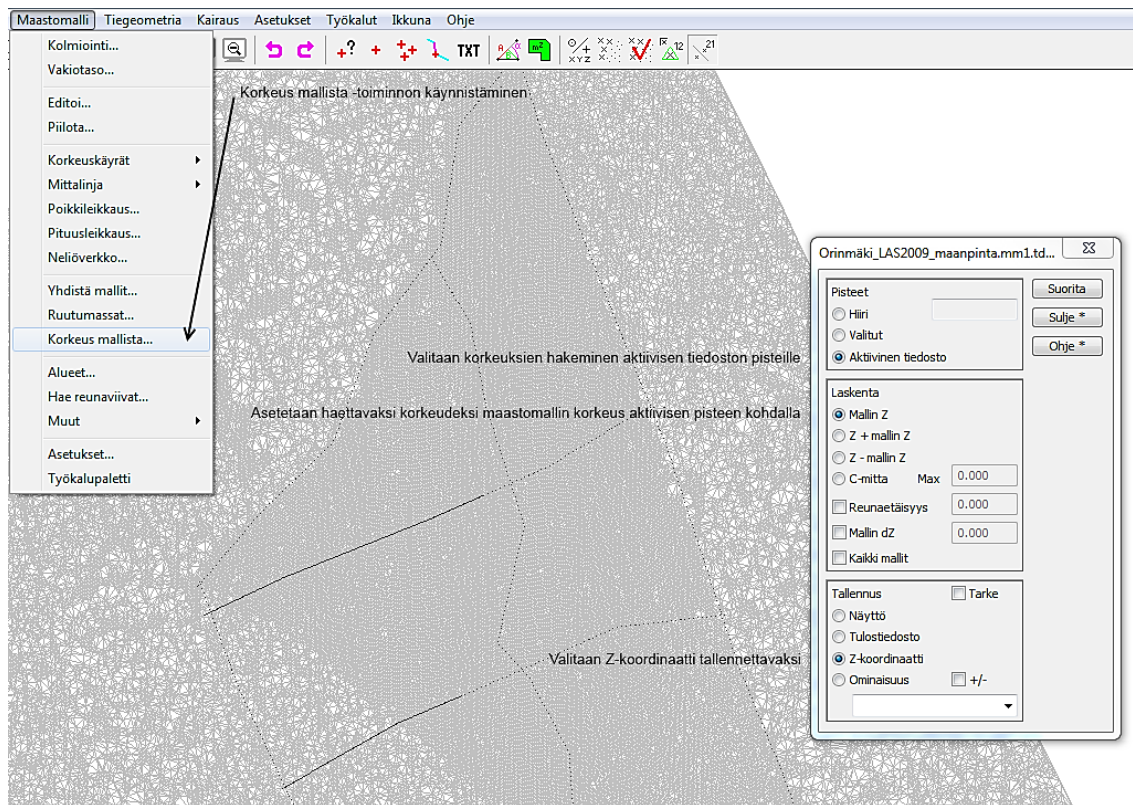 Maastomalli Tiegeometria Kairaus Asetukset Työkalut Ikkuna Ohje
TXT
m²
XYZ
12
21
Kolmiointi...
Vakiotaso...
Editoi...
Piilota...
Korkeuskäyrät
Mittalinja
Poikkileikkaus...
Pituusleikkaus...
Neliöverkko...
Yhdistä mallit...
Ruutumassat...
Korkeus mallista...
Alueet...
Hae reunaviivat...
Muut
Asetukset...
Työkalupaletti
Korkeus mallista -toiminnon käynnistäminen
Valitaan korkeuksien hakeminen aktiivisen tiedoston pisteille
Asetetaan haettavaksi korkeudeksi maastomallin korkeus aktiivisen pisteen kohdalla
Valitaan Z-koordinaatti tallennettavaksi
Orinmäki_LAS2009_maanpinta.mm1.td...
Pisteet
Hiiri
Valitut
Aktiivinen tiedosto
Suorita
Sulje *
Ohje *
Laskenta
Mallin Z
Z + mallin Z
Z - mallin Z
C-mitta Max 0.000
Reunaetäisyys 0.000
Mallin dZ 0.000
Kaikki mallit
Tallennus Tarke
Näyttö
Tulostiedosto
Z-koordinaatti
Ominaisuus +/-